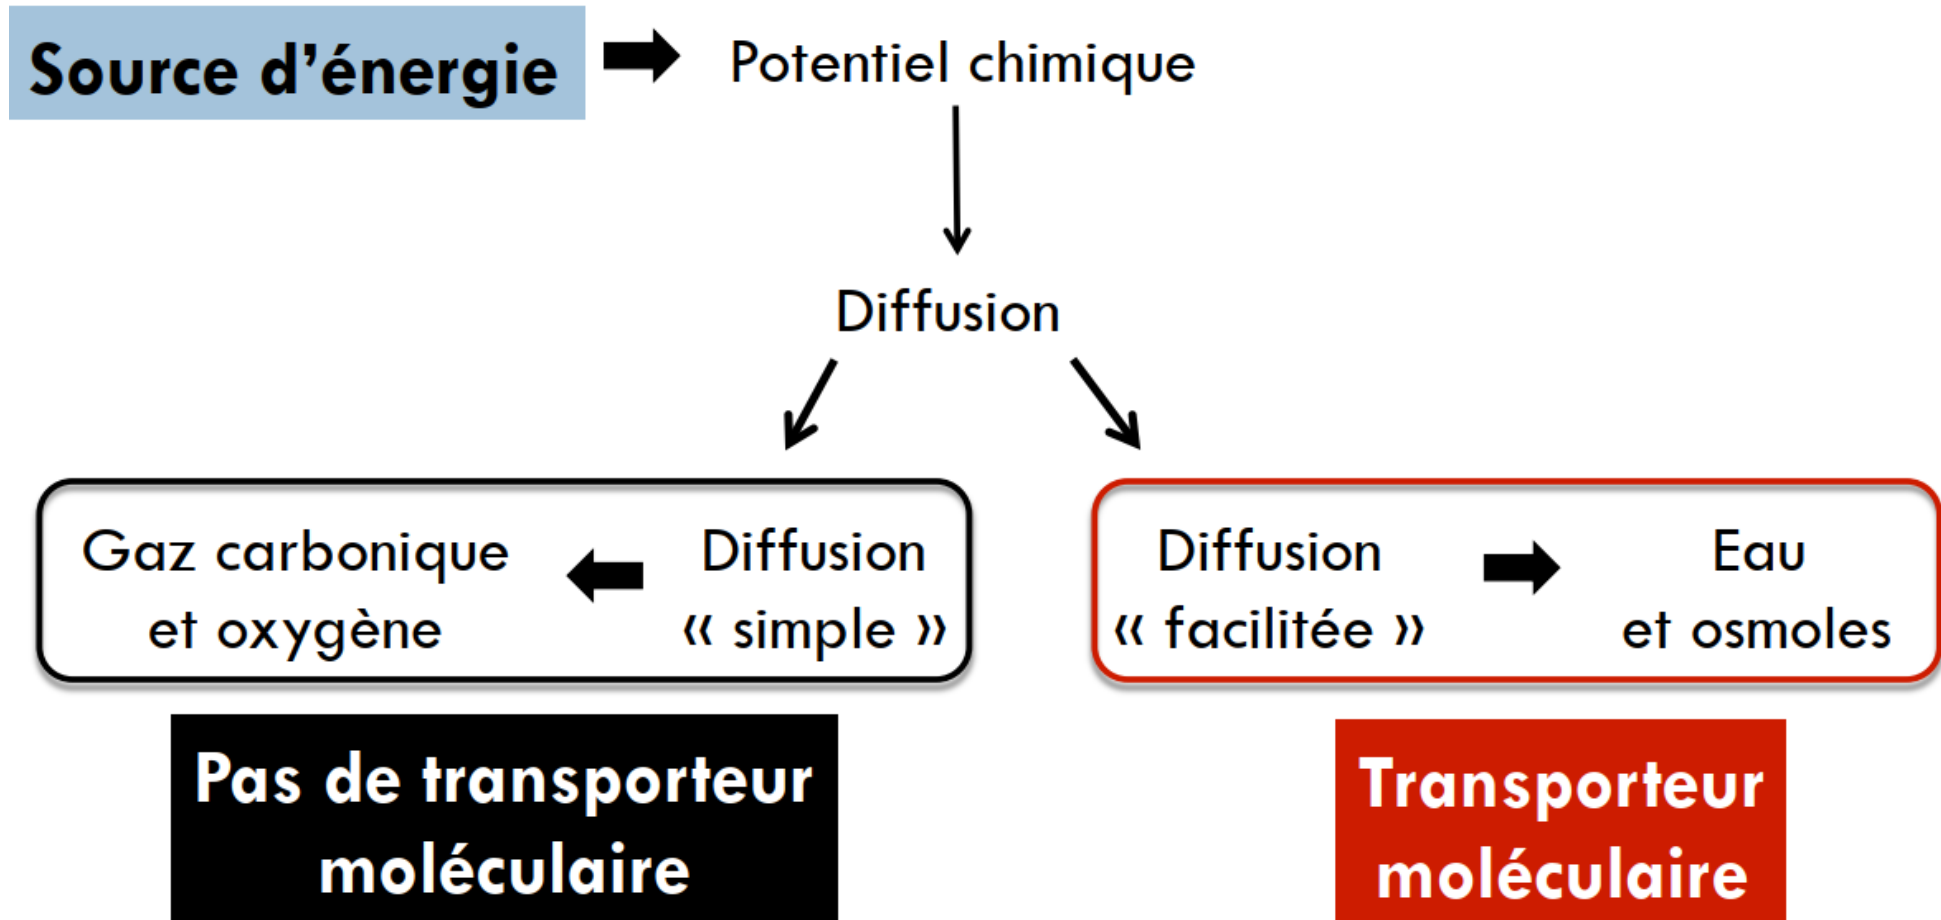 Source d’énergie
Potentiel chimique
Diffusion
Gaz carbonique
et oxygène
Diffusion
« simple »
Diffusion
« facilitée »
Eau
et osmoles
Pas de transporteur
moléculaire
Transporteur
moléculaire